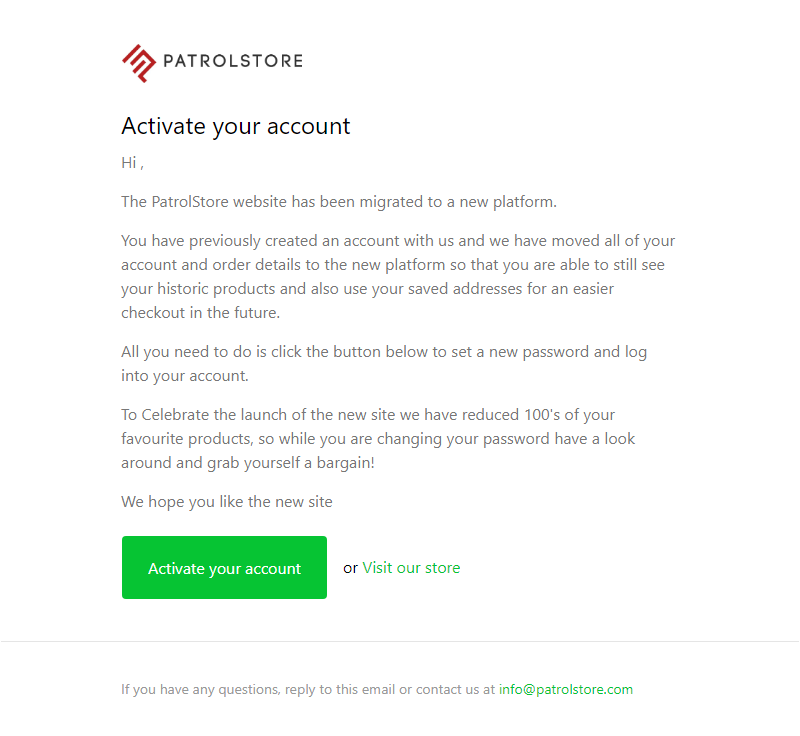 PATROLSTORE
Activate your account
Hi ,
The PatrolStore website has been migrated to a new platform.
You have previously created an account with us and we have moved all of your
account and order details to the new platform so that you are able to still see
your historic products and also use your saved addresses for an easier
checkout in the future.
All you need to do is click the button below to set a new password and log
into your account.
To Celebrate the launch of the new site we have reduced 100's of your
favourite products, so while you are changing your password have a look
around and grab yourself a bargain!
We hope you like the new site
Activate your account or Visit our store
If you have any questions, reply to this email or contact us at info@patrolstore.com